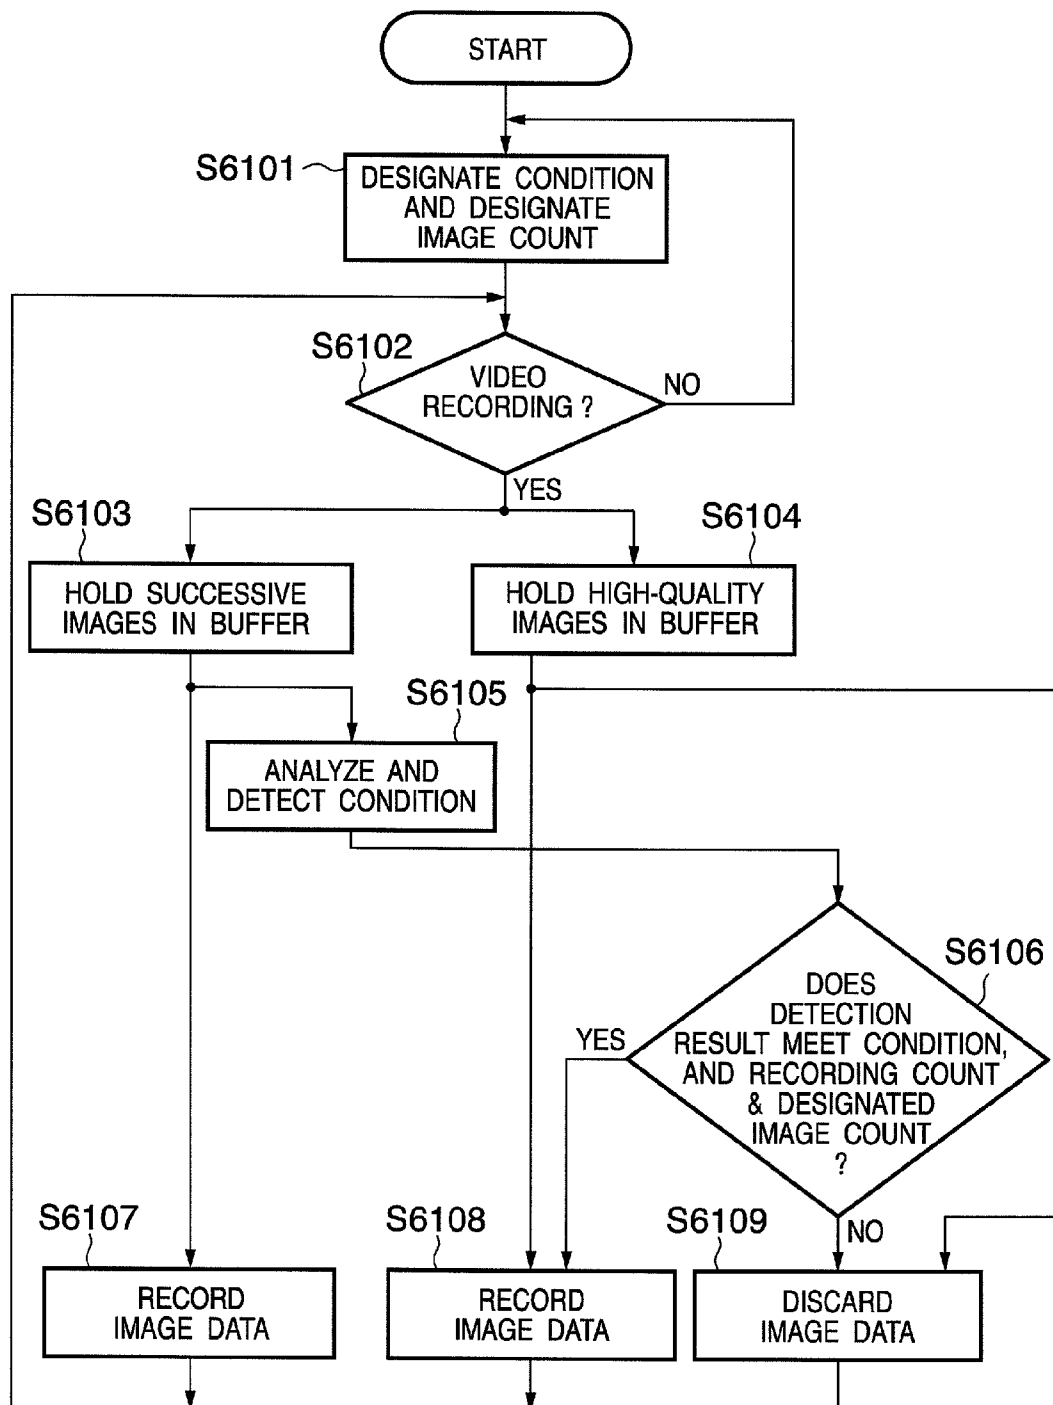 START
S6101
DESIGNATE CONDITION
AND DESIGNATE
IMAGE COUNT
S6102
VIDEO
RECORDING ?
NO
YES
S6103
S6104
HOLD SUCCESSIVE
IMAGES IN BUFFER
HOLD HIGH-QUALITY
IMAGES IN BUFFER
S6105
ANALYZE AND
DETECT CONDITION
S6106
DOES
DETECTION
RESULT MEET CONDITION,
AND RECORDING COUNT
& DESIGNATED
IMAGE COUNT
?
YES
NO
S6107
S6108
S6109
RECORD
IMAGE DATA
RECORD
IMAGE DATA
DISCARD
IMAGE DATA